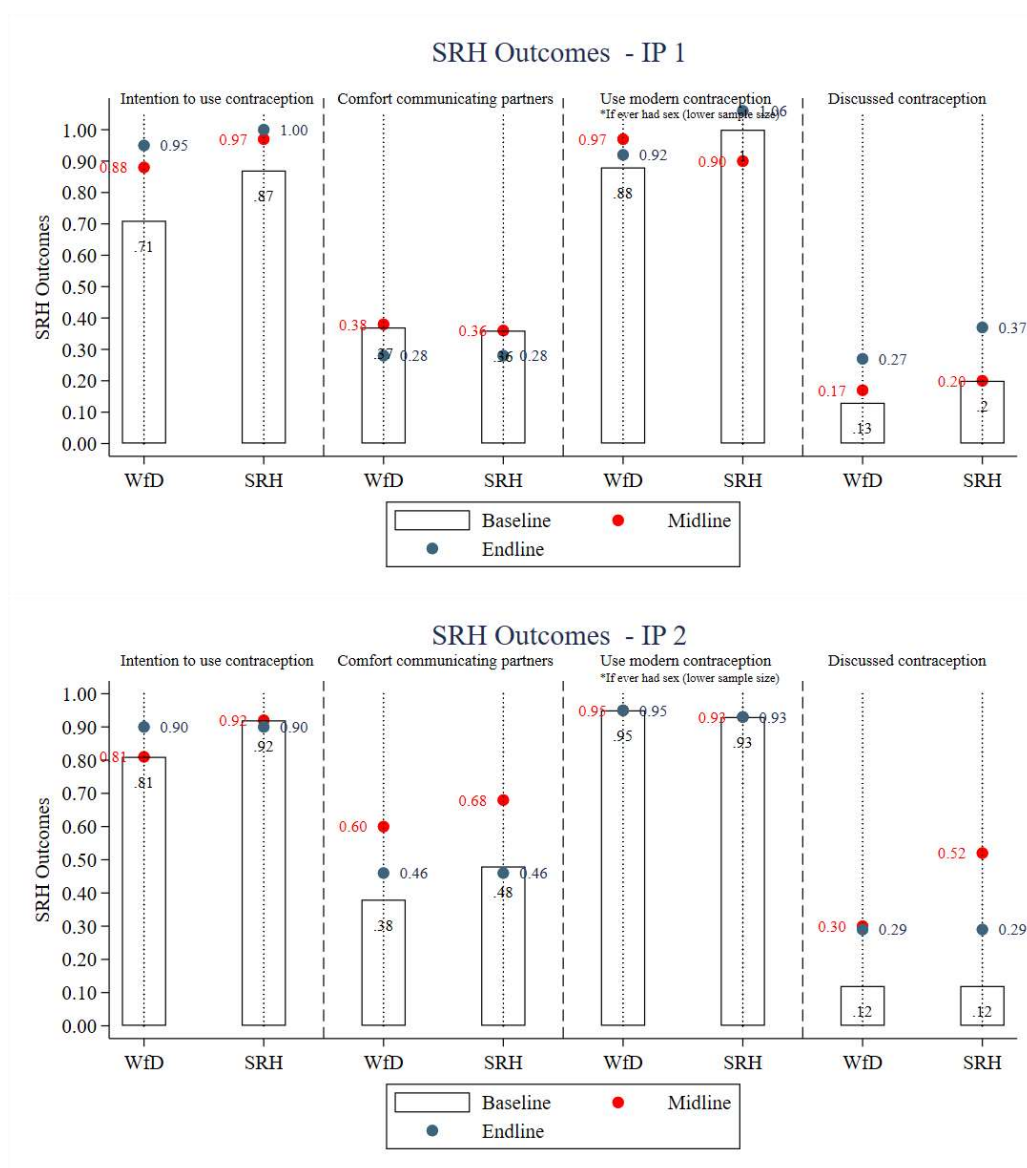 SRH Outcomes - IP 1
Intention to use contraception Comfort communicating partners Use modern contraception Discussed contraception
*If ever had sex (lower sample size)
1.00
0.90
0.80
0.70
0.60
0.50
0.40
0.30
0.20
0.10
0.00
SRH Outcomes
0.88 0.95 .71
0.97 1.00 .87
0.38 .37 0.28
0.36 .36 0.28
0.97 0.92 .88
0.90 1.06 1
0.17 0.27 .13
0.20 0.37 .2
WfD SRH WfD SRH WfD SRH WfD SRH
Baseline Midline
Endline
SRH Outcomes - IP 2
Intention to use contraception Comfort communicating partners Use modern contraception Discussed contraception
*If ever had sex (lower sample size)
1.00
0.90
0.80
0.70
0.60
0.50
0.40
0.30
0.20
0.10
0.00
SRH Outcomes
0.81 0.90 .81
0.92 0.90 .92
0.60 0.46 .38
0.68 0.46 .48
0.95 0.95 .95
0.93 0.93 .93
0.30 0.29 .12
0.52 0.29 .12
WfD SRH WfD SRH WfD SRH WfD SRH
Baseline Midline
Endline